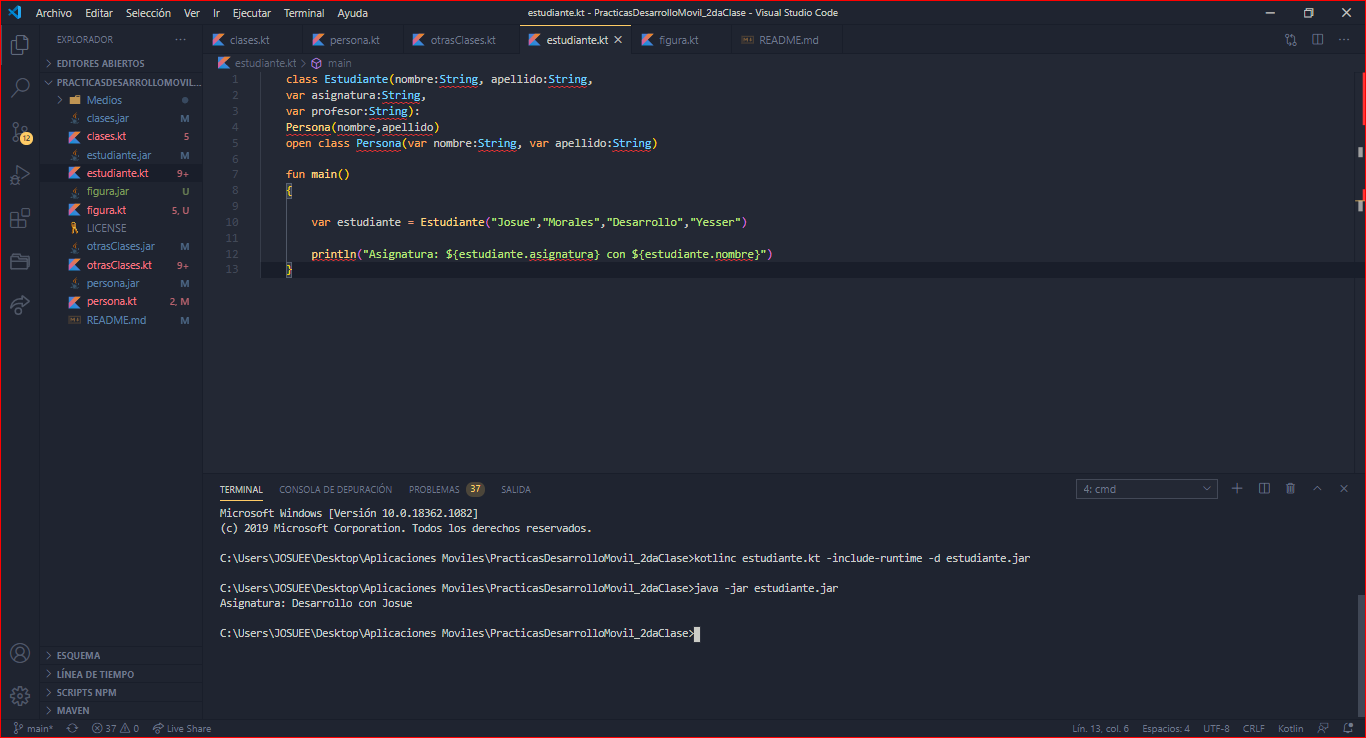 Archivo Editar Selección Ver Ir Ejecutar Terminal Ayuda
estudiante.kt - PracticasDesarrolloMovil_2daClase - Visual Studio Code
EXPLORADOR ···
clases.kt persona.kt otrasClases.kt estudiante.kt figura.kt README.md
estudiante.kt > main
EDITORES ABIERTOS
PRACTICASDESARROLLOMOVIL...
Medios
clases.jar M
clases.kt 5
estudiante.jar M
estudiante.kt 9+
figura.jar U
figura.kt 5, U
LICENSE
otrasClases.jar M
otrasClases.kt 9+
persona.jar M
persona.kt 2, M
README.md M
12
ESQUEMA
LÍNEA DE TIEMPO
SCRIPTS NPM
MAVEN
1 class Estudiante(nombre:String, apellido:String,
2 var asignatura:String,
3 var profesor:String):
4 Persona(nombre,apellido)
5 open class Persona(var nombre:String, var apellido:String)
6
7 fun main()
8 {
9
10 var estudiante = Estudiante("Josue","Morales","Desarrollo","Yesser")
11
12 println("Asignatura: ${estudiante.asignatura} con ${estudiante.nombre}")
13 }
TERMINAL CONSOLA DE DEPURACIÓN PROBLEMAS 37 SALIDA
4: cmd
Microsoft Windows [Versión 10.0.18362.1082]
(c) 2019 Microsoft Corporation. Todos los derechos reservados.
C:\Users\JOSUEE\Desktop\Aplicaciones Moviles\PracticasDesarrolloMovil_2daClase>kotlinc estudiante.kt -include-runtime -d estudiante.jar
C:\Users\JOSUEE\Desktop\Aplicaciones Moviles\PracticasDesarrolloMovil_2daClase>java -jar estudiante.jar
Asignatura: Desarrollo con Josue
C:\Users\JOSUEE\Desktop\Aplicaciones Moviles\PracticasDesarrolloMovil_2daClase>
main* 37 0 Live Share
Lín. 13, col. 6 Espacios: 4 UTF-8 CRLF Kotlin